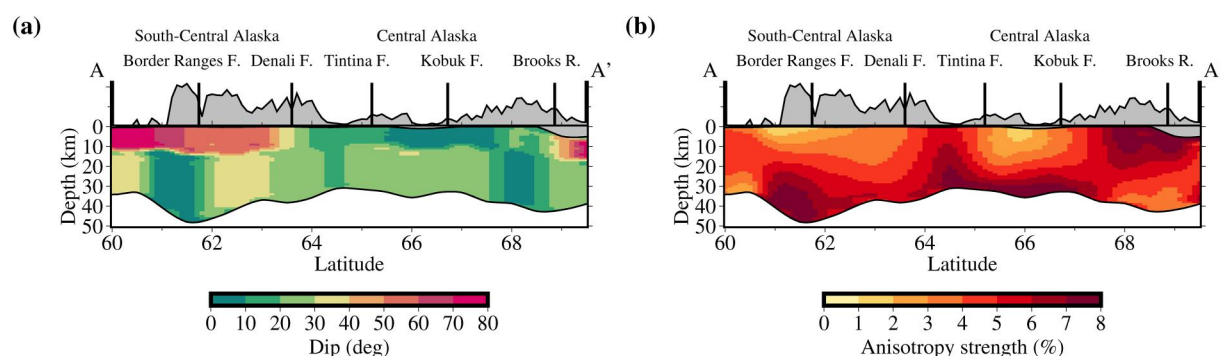 (a)
South-Central Alaska Central Alaska
A Border Ranges F. Denali F. Tintina F. Kobuk F. Brooks R. A'
0
10
20
30
40
50
Depth (km)
60 62 64 66 68
Latitude
0 10 20 30 40 50 60 70 80
Dip (deg)
(b)
South-Central Alaska Central Alaska
A Border Ranges F. Denali F. Tintina F. Kobuk F. Brooks R. A
0
10
20
30
40
50
Depth (km)
60 62 64 66 68
Latitude
0 1 2 3 4 5 6 7 8
Anisotropy strength (%)